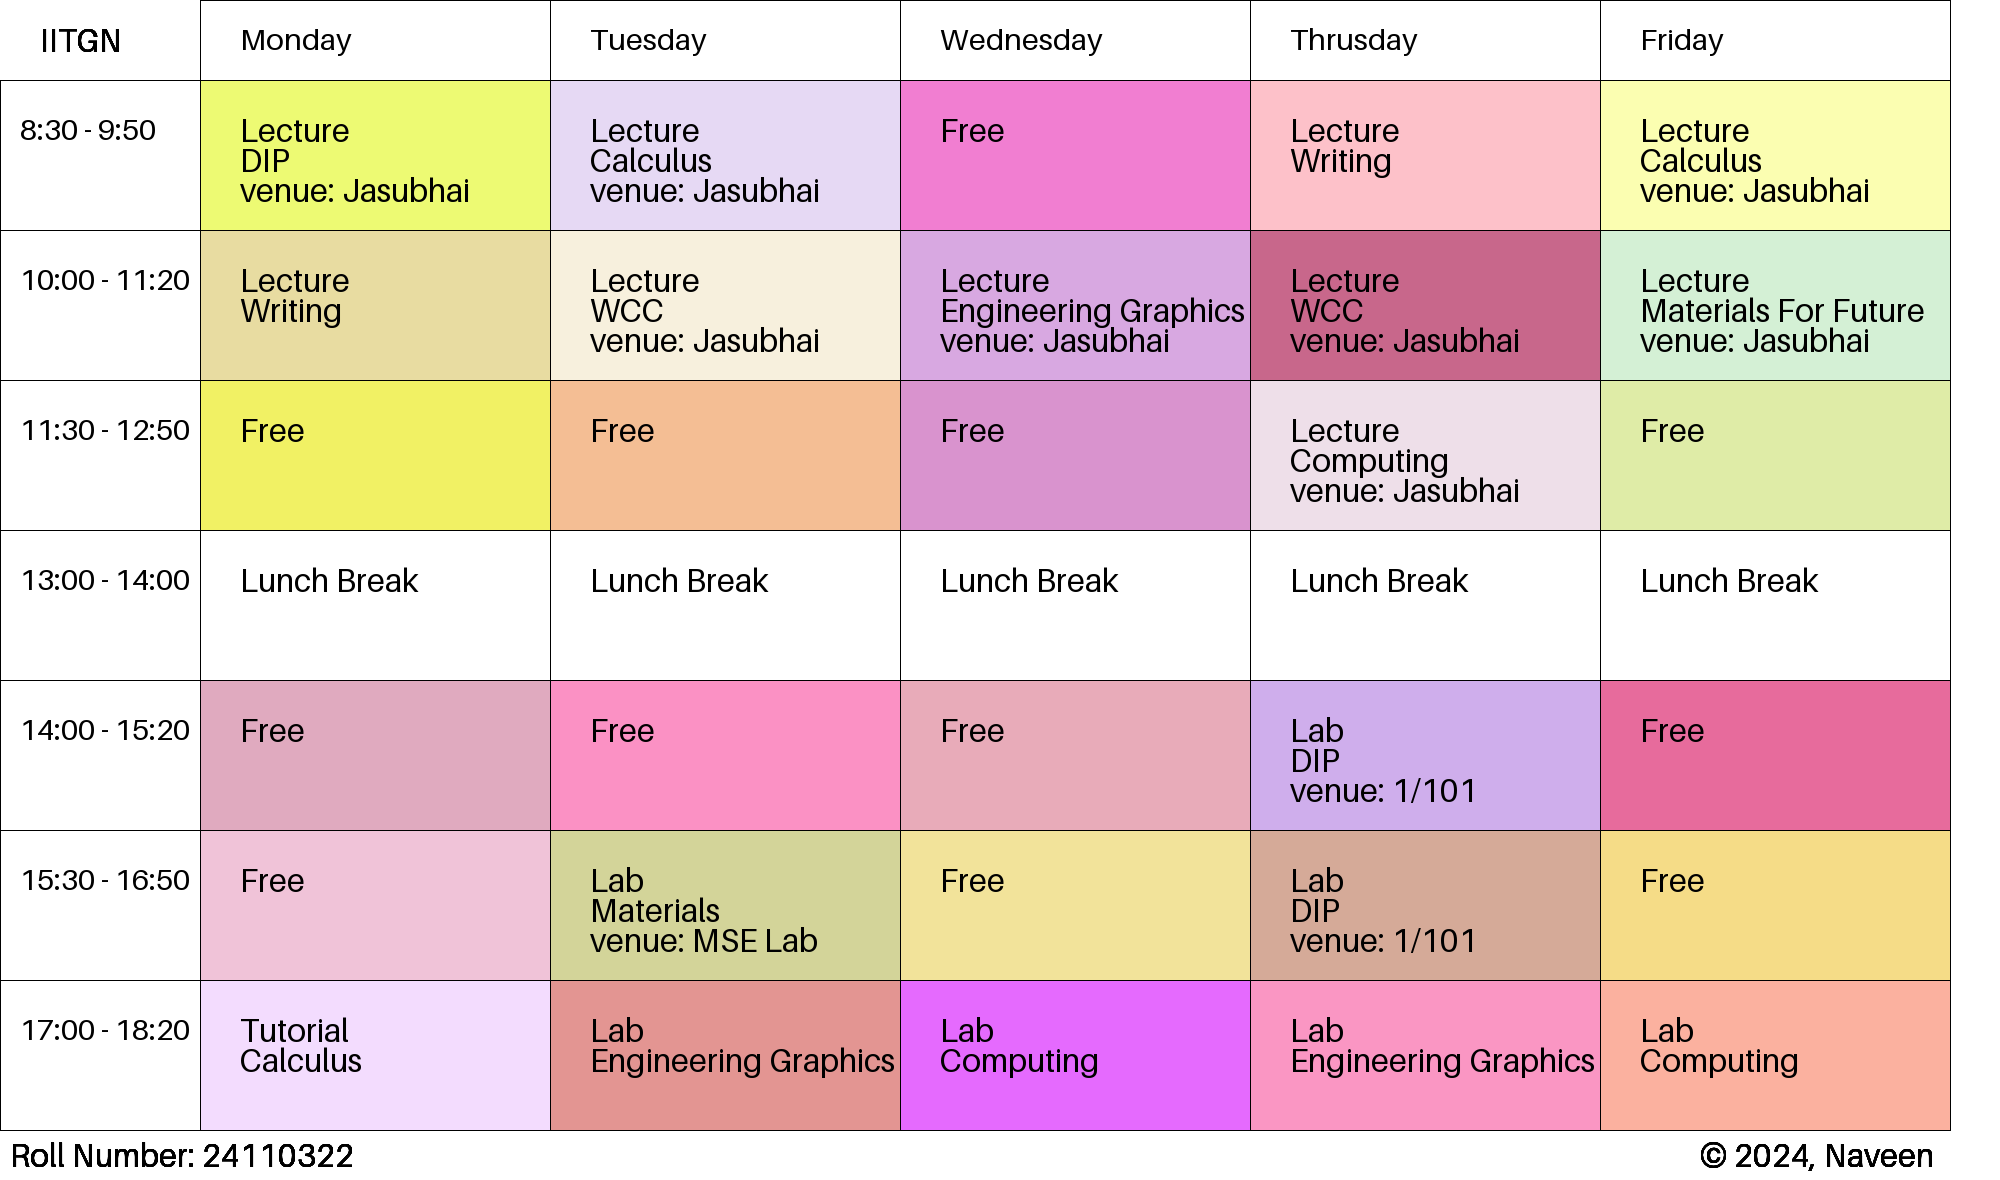 IITGN
Monday
Tuesday
Wednesday
Thrusday
Friday
8:30 - 9:50
Lecture
DIP
venue: Jasubhai
Lecture
Calculus
venue: Jasubhai
Free
Lecture
Writing
Lecture
Calculus
venue: Jasubhai
10:00 - 11:20
Lecture
Writing
Lecture
WCC
venue: Jasubhai
Lecture
Engineering Graphics
venue: Jasubhai
Lecture
WCC
venue: Jasubhai
Lecture
Materials For Future
venue: Jasubhai
11:30 - 12:50
Free
Free
Free
Lecture
Computing
venue: Jasubhai
Free
13:00 - 14:00
Lunch Break
Lunch Break
Lunch Break
Lunch Break
Lunch Break
14:00 - 15:20
Free
Free
Free
Lab
DIP
venue: 1/101
Free
15:30 - 16:50
Free
Lab
Materials
venue: MSE Lab
Free
Lab
DIP
venue: 1/101
Free
17:00 - 18:20
Tutorial
Calculus
Lab
Engineering Graphics
Lab
Computing
Lab
Engineering Graphics
Lab
Computing
Roll Number: 24110322
© 2024, Naveen